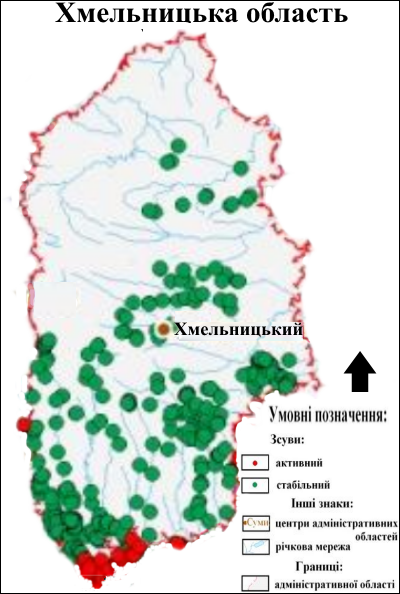 Хмельницька область
Хмельницький
Умовні позначення:
Зсуви:
активний
стабільний
Інші знаки:
Суми
центри адміністративних
областей
річкова мережа
Границі:
адміністративної області